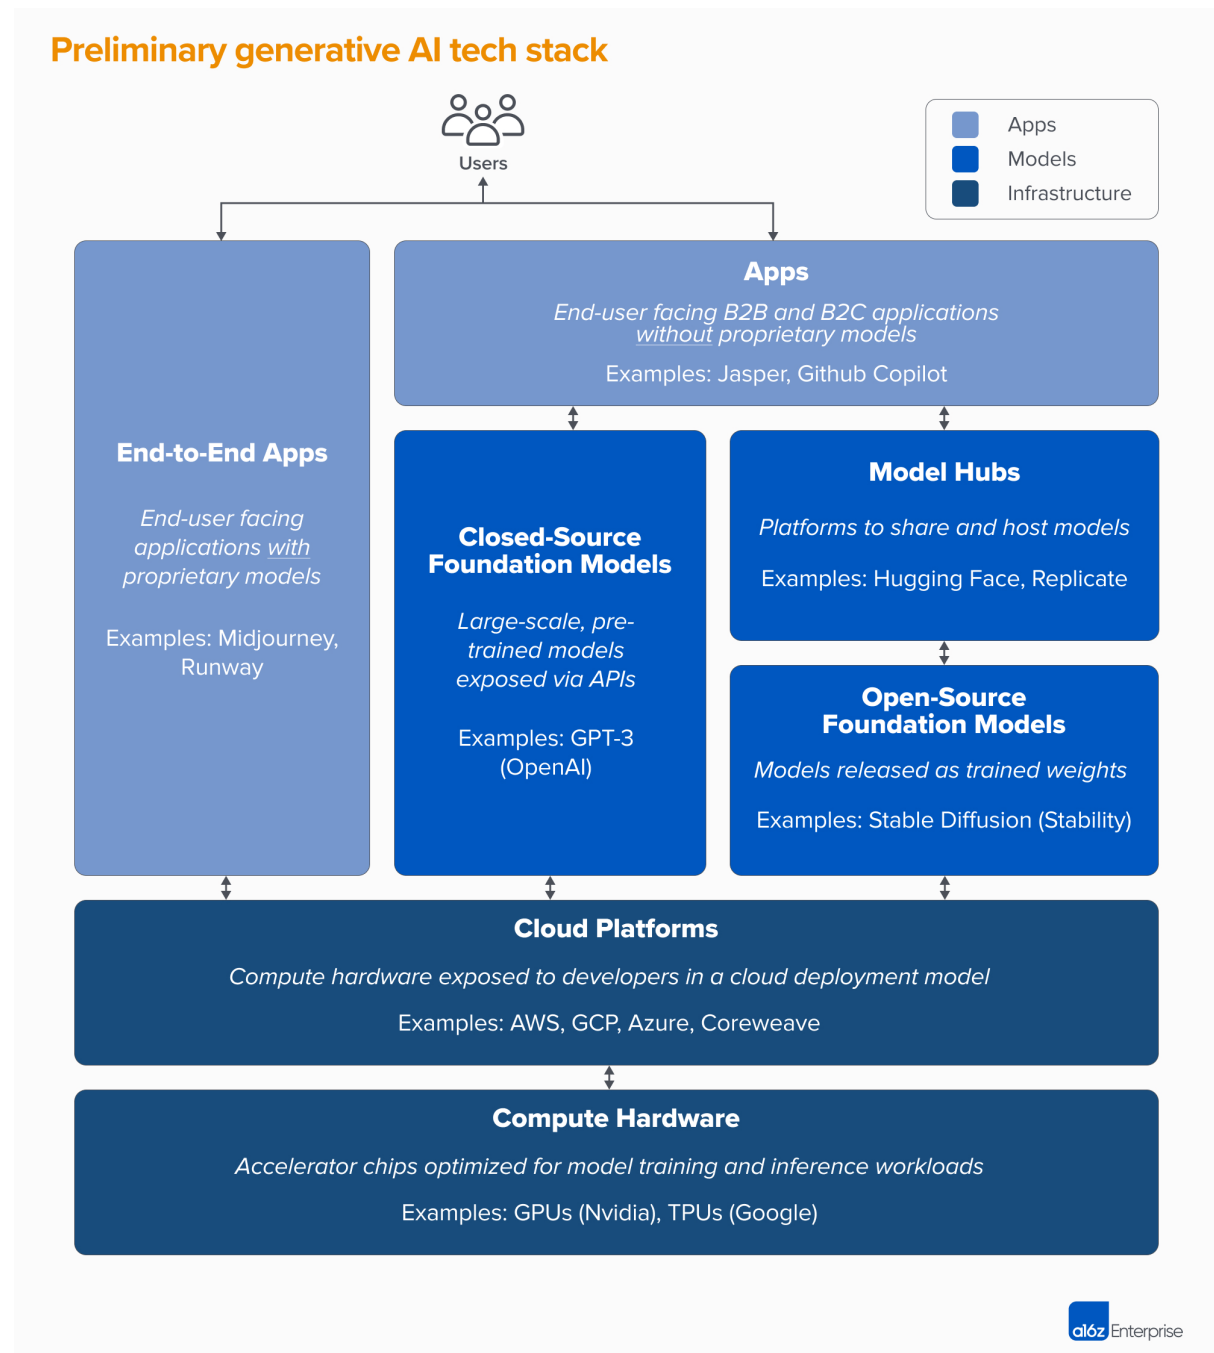 Preliminary generative AI tech stack
Users
Apps
Models
Infrastructure
End-to-End Apps
End-user facing
applications with
proprietary models
Examples: Midjourney,
Runway
Apps
End-user facing B2B and B2C applications
without proprietary models
Examples: Jasper, Github Copilot
Closed-Source
Foundation Models
Large-scale, pre-
trained models
exposed via APIs
Examples: GPT-3
(OpenAI)
Model Hubs
Platforms to share and host models
Examples: Hugging Face, Replicate
Open-Source
Foundation Models
Models released as trained weights
Examples: Stable Diffusion (Stability)
Cloud Platforms
Compute hardware exposed to developers in a cloud deployment model
Examples: AWS, GCP, Azure, Coreweave
Compute Hardware
Accelerator chips optimized for model training and inference workloads
Examples: GPUs (Nvidia), TPUs (Google)
a16z Enterprise